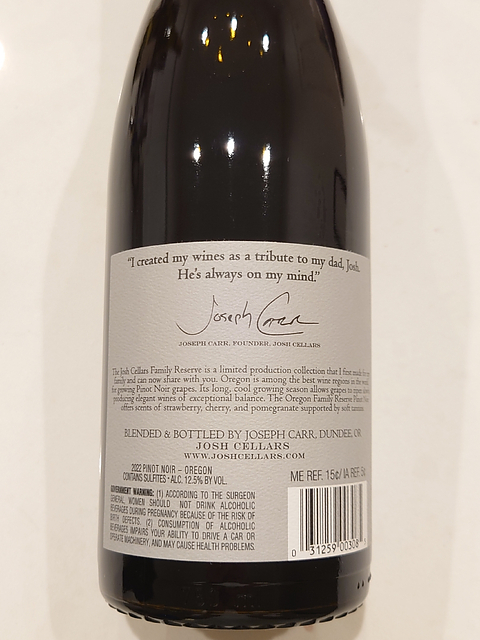 "I created my wines as a tribute to my dad, Josh.
He's always on my mind."
Joseph Carr
JOSEPH CARR, FOUNDER, JOSH CELLARS
The Josh Cellars Family Reserve is a limited production collection that I first made for my
family and can now share with you. Oregon is among the best wine regions in the world
for growing Pinot Noir grapes. Its long, cool growing season allows grapes to ripen slowly
producing elegant wines of exceptional balance. The Oregon Family Reserve Pinot Noir
offers scents of strawberry, cherry, and pomegranate supported by soft tannins.
BLENDED & BOTTLED BY JOSEPH CARR, DUNDEE, OR
JOSH CELLARS
WWW.JOSHCELLARS.COM
2022 PINOT NOIR – OREGON
CONTAINS SULFITES • ALC. 12.5% BY VOL.
ME REF. 15¢/ IA REF. 5¢
GOVERNMENT WARNING: (1) ACCORDING TO THE SURGEON
GENERAL, WOMEN SHOULD NOT DRINK ALCOHOLIC
BEVERAGES DURING PREGNANCY BECAUSE OF THE RISK OF
BIRTH DEFECTS. (2) CONSUMPTION OF ALCOHOLIC
BEVERAGES IMPAIRS YOUR ABILITY TO DRIVE A CAR OR
OPERATE MACHINERY, AND MAY CAUSE HEALTH PROBLEMS.
0 31259 00308